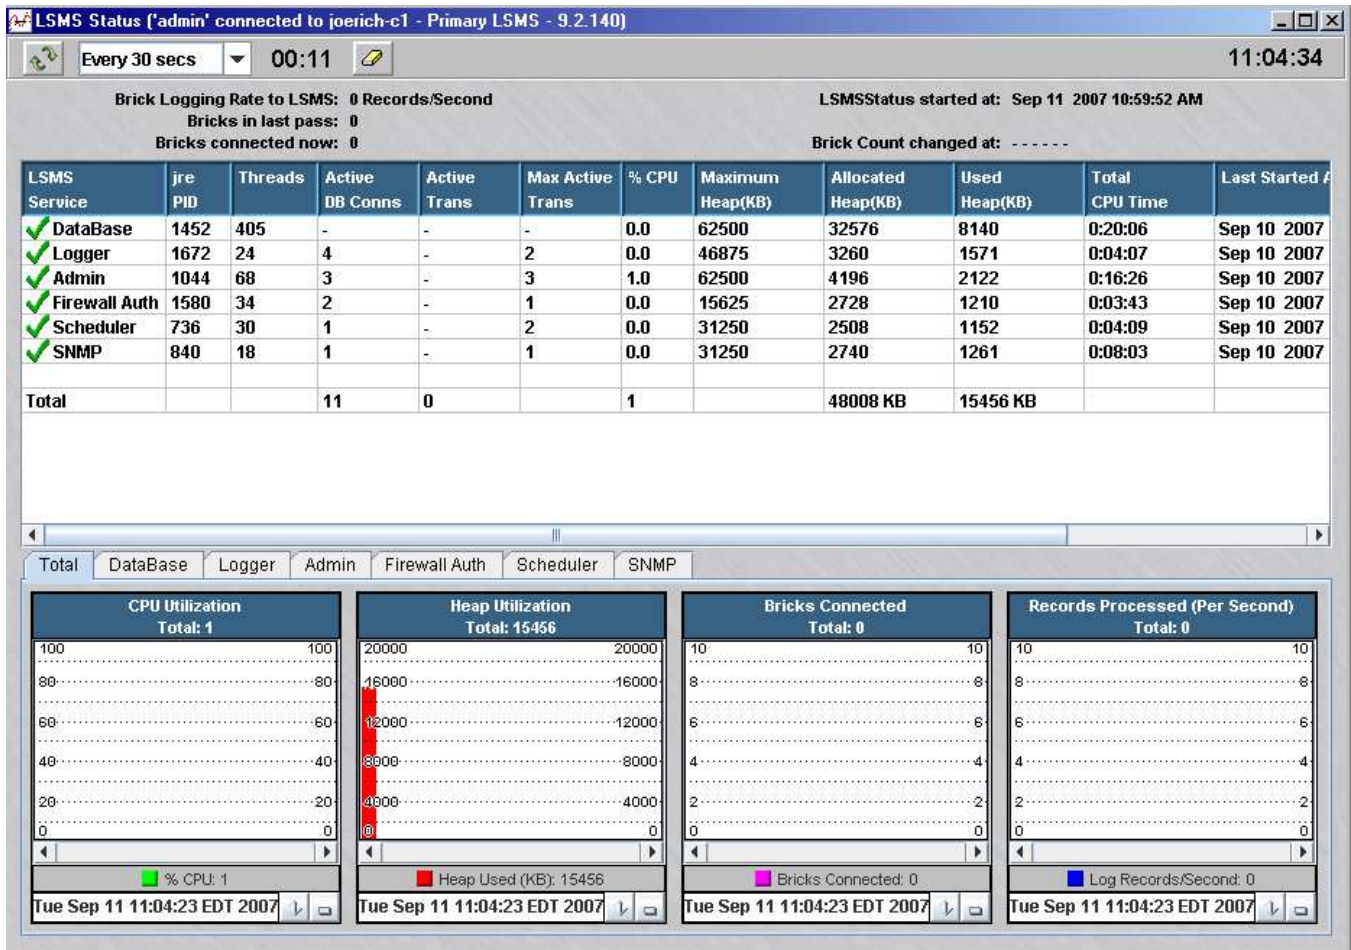 LSMS Status ('admin' connected to joerich-c1 - Primary LSMS - 9.2.140)
Every 30 secs 00:11 11:04:34
Brick Logging Rate to LSMS: 0 Records/Second LSMSStatus started at: Sep 11 2007 10:59:52 AM
Bricks in last pass: 0
Bricks connected now: 0 Brick Count changed at: - - - - - -
LSMS jre Threads Active Active Max Active % CPU Maximum Allocated Used Total Last Started A
Service PID DB Conns Trans Trans Heap(KB) Heap(KB) Heap(KB) CPU Time
DataBase 1452 405 - - - 0.0 62500 32576 8140 0:20:06 Sep 10 2007
Logger 1672 24 4 - 2 0.0 46875 3260 1571 0:04:07 Sep 10 2007
Admin 1044 68 3 - 3 1.0 62500 4196 2122 0:16:26 Sep 10 2007
Firewall Auth 1580 34 2 - 1 0.0 15625 2728 1210 0:03:43 Sep 10 2007
Scheduler 736 30 1 - 2 0.0 31250 2508 1152 0:04:09 Sep 10 2007
SNMP 840 18 1 - 1 0.0 31250 2740 1261 0:08:03 Sep 10 2007
Total 11 0 1 48008 KB 15456 KB
Total DataBase Logger Admin Firewall Auth Scheduler SNMP
CPU Utilization Heap Utilization Bricks Connected Records Processed (Per Second)
Total: 1 Total: 15456 Total: 0 Total: 0
100 100 20000 20000 10 10 10 10
80 80 16000 16000 8 8 8 8
60 60 12000 12000 6 6 6 6
40 40 8000 8000 4 4 4 4
20 20 4000 4000 2 2 2 2
0 0 0 0 0 0 0 0
% CPU: 1 Heap Used (KB): 15456 Bricks Connected: 0 Log Records/Second: 0
Tue Sep 11 11:04:23 EDT 2007 Tue Sep 11 11:04:23 EDT 2007 Tue Sep 11 11:04:23 EDT 2007 Tue Sep 11 11:04:23 EDT 2007